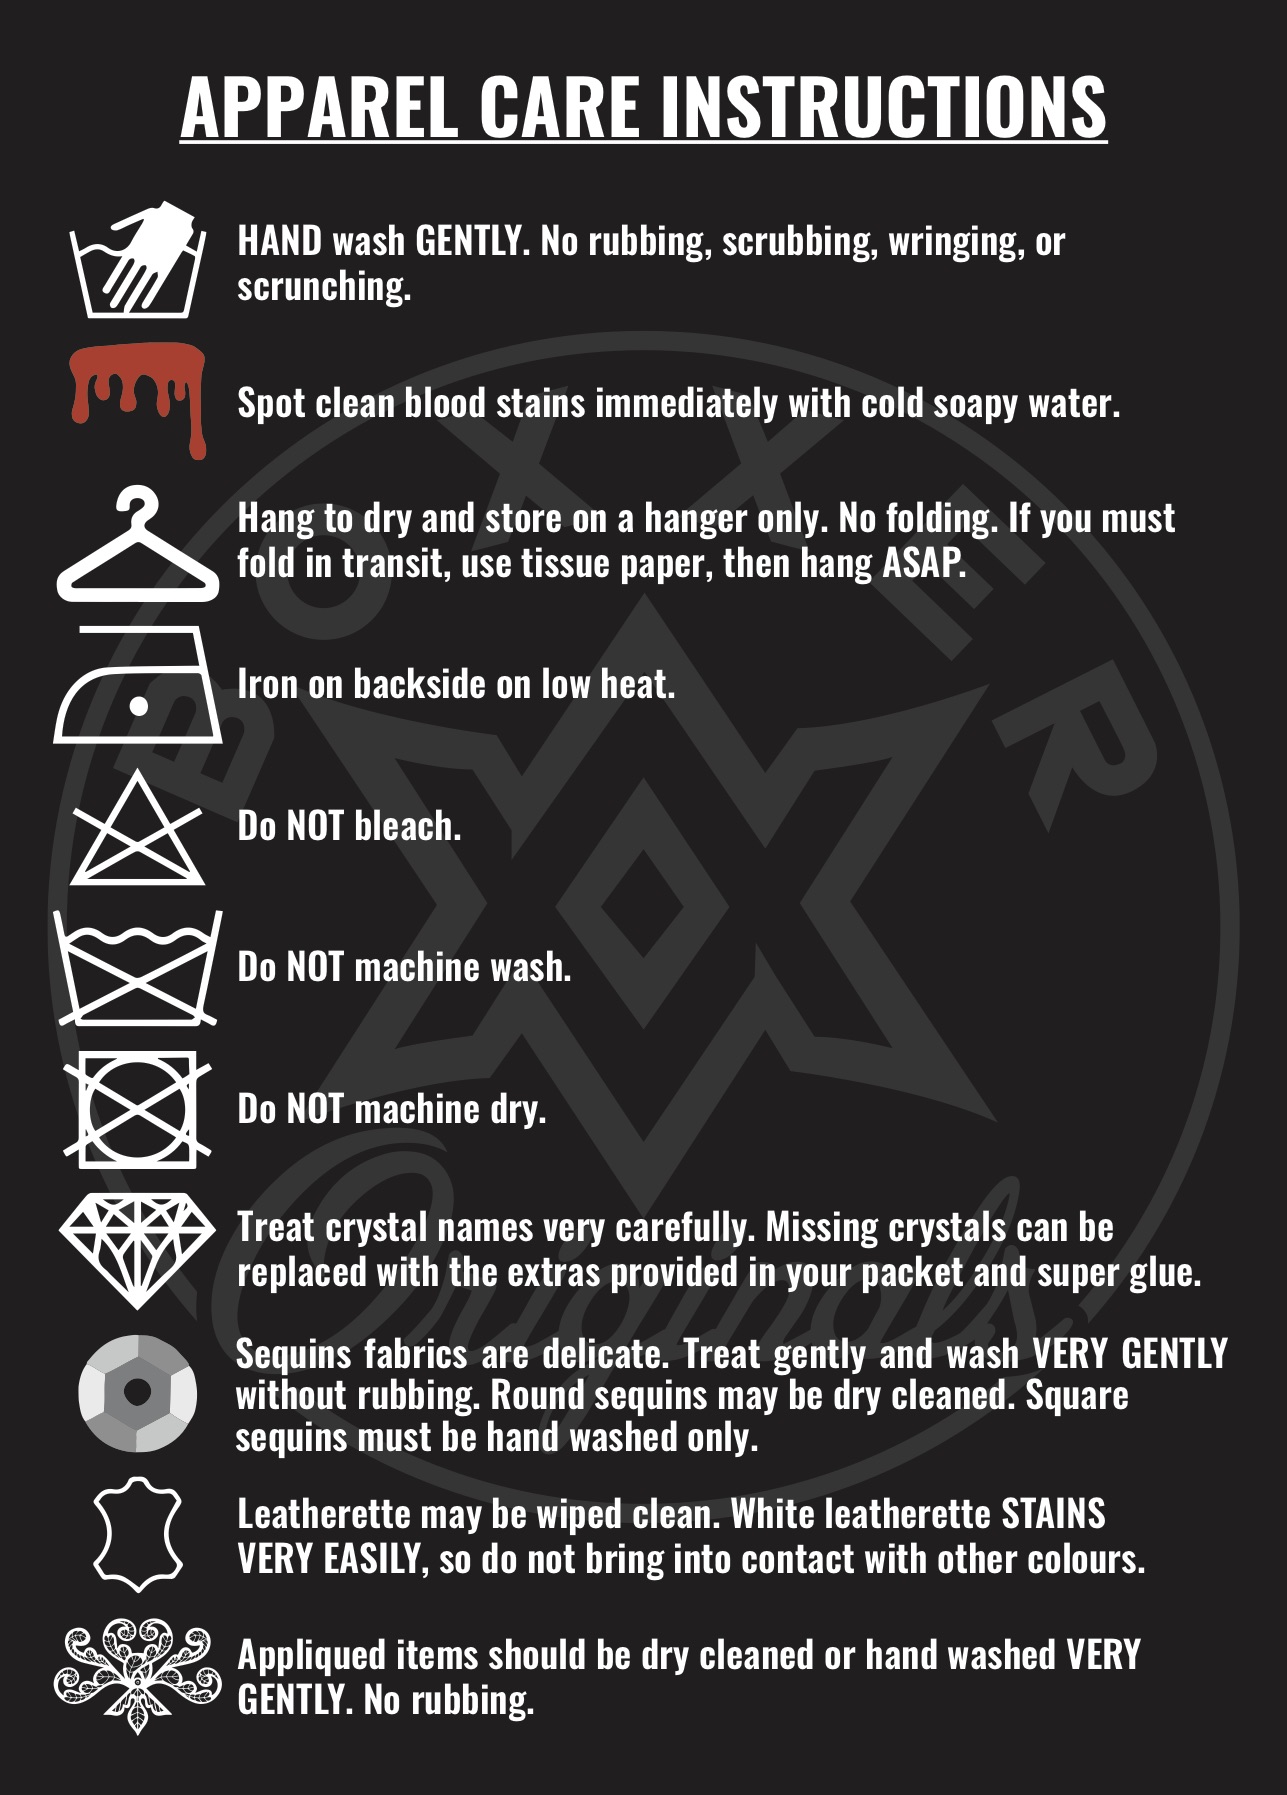 APPAREL CARE INSTRUCTIONS
HAND wash GENTLY. No rubbing, scrubbing, wringing, or
scrunching.
Spot clean blood stains immediately with cold soapy water.
Hang to dry and store on a hanger only. No folding. If you must
fold in transit, use tissue paper, then hang ASAP.
Iron on backside on low heat.
Do NOT bleach.
Do NOT machine wash.
Do NOT machine dry.
Treat crystal names very carefully. Missing crystals can be
replaced with the extras provided in your packet and super glue.
Sequins fabrics are delicate. Treat gently and wash VERY GENTLY
without rubbing. Round sequins may be dry cleaned. Square
sequins must be hand washed only.
Leatherette may be wiped clean. White leatherette STAINS
VERY EASILY, so do not bring into contact with other colours.
Appliqued items should be dry cleaned or hand washed VERY
GENTLY. No rubbing.
BOXXER
Originals